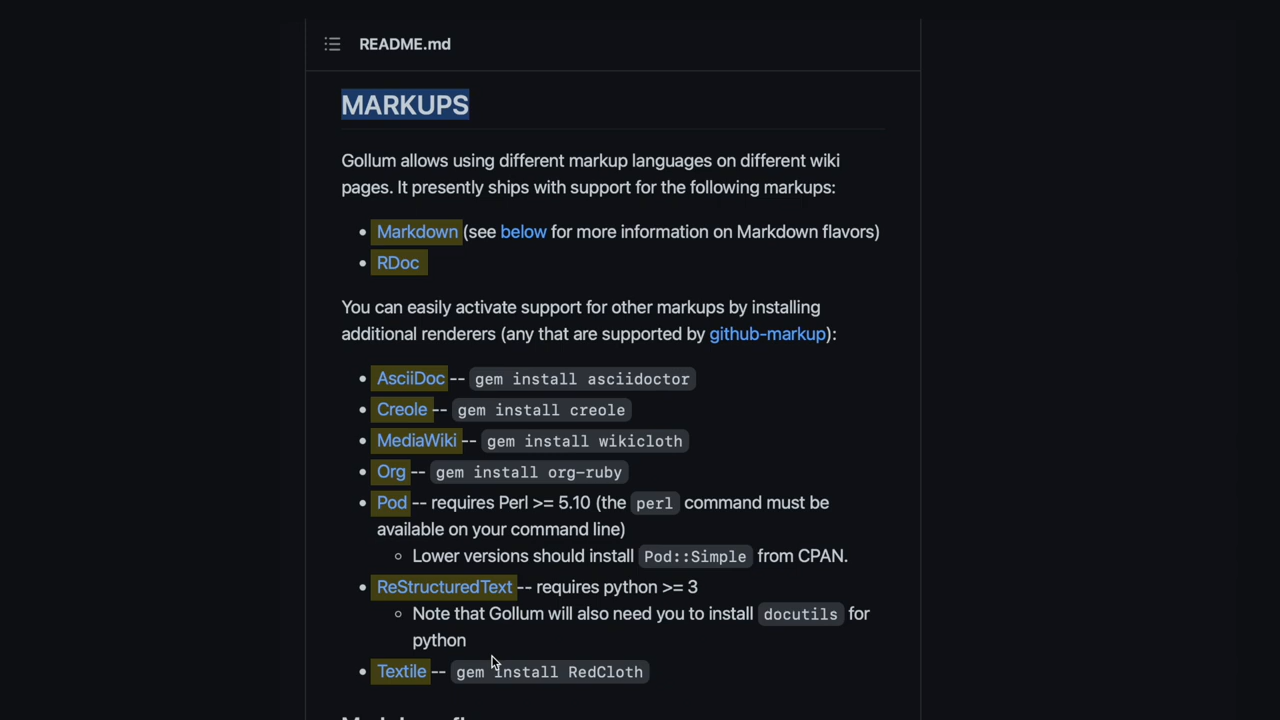 README.md
MARKUPS
Gollum allows using different markup languages on different wiki
pages. It presently ships with support for the following markups:
• Markdown (see below for more information on Markdown flavors)
• RDoc
You can easily activate support for other markups by installing
additional renderers (any that are supported by github-markup):
• AsciiDoc -- gem install asciidoctor
• Creole -- gem install creole
• MediaWiki -- gem install wikicloth
• Org -- gem install org-ruby
• Pod -- requires Perl >= 5.10 (the perl command must be
available on your command line)
◦ Lower versions should install Pod::Simple from CPAN.
• ReStructuredText -- requires python >= 3
◦ Note that Gollum will also need you to install docutils for
python
• Textile -- gem install RedCloth